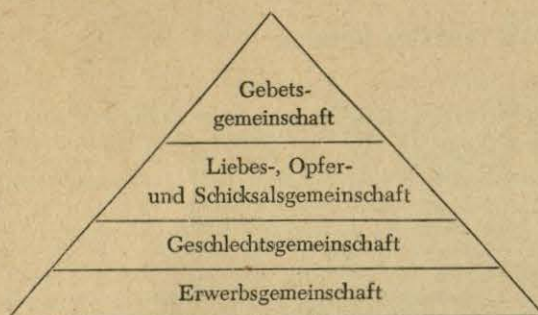 Gebets-
gemeinschaft
Liebes-, Opfer-
und Schicksalsgemeinschaft
Geschlechtsgemeinschaft
Erwerbsgemeinschaft